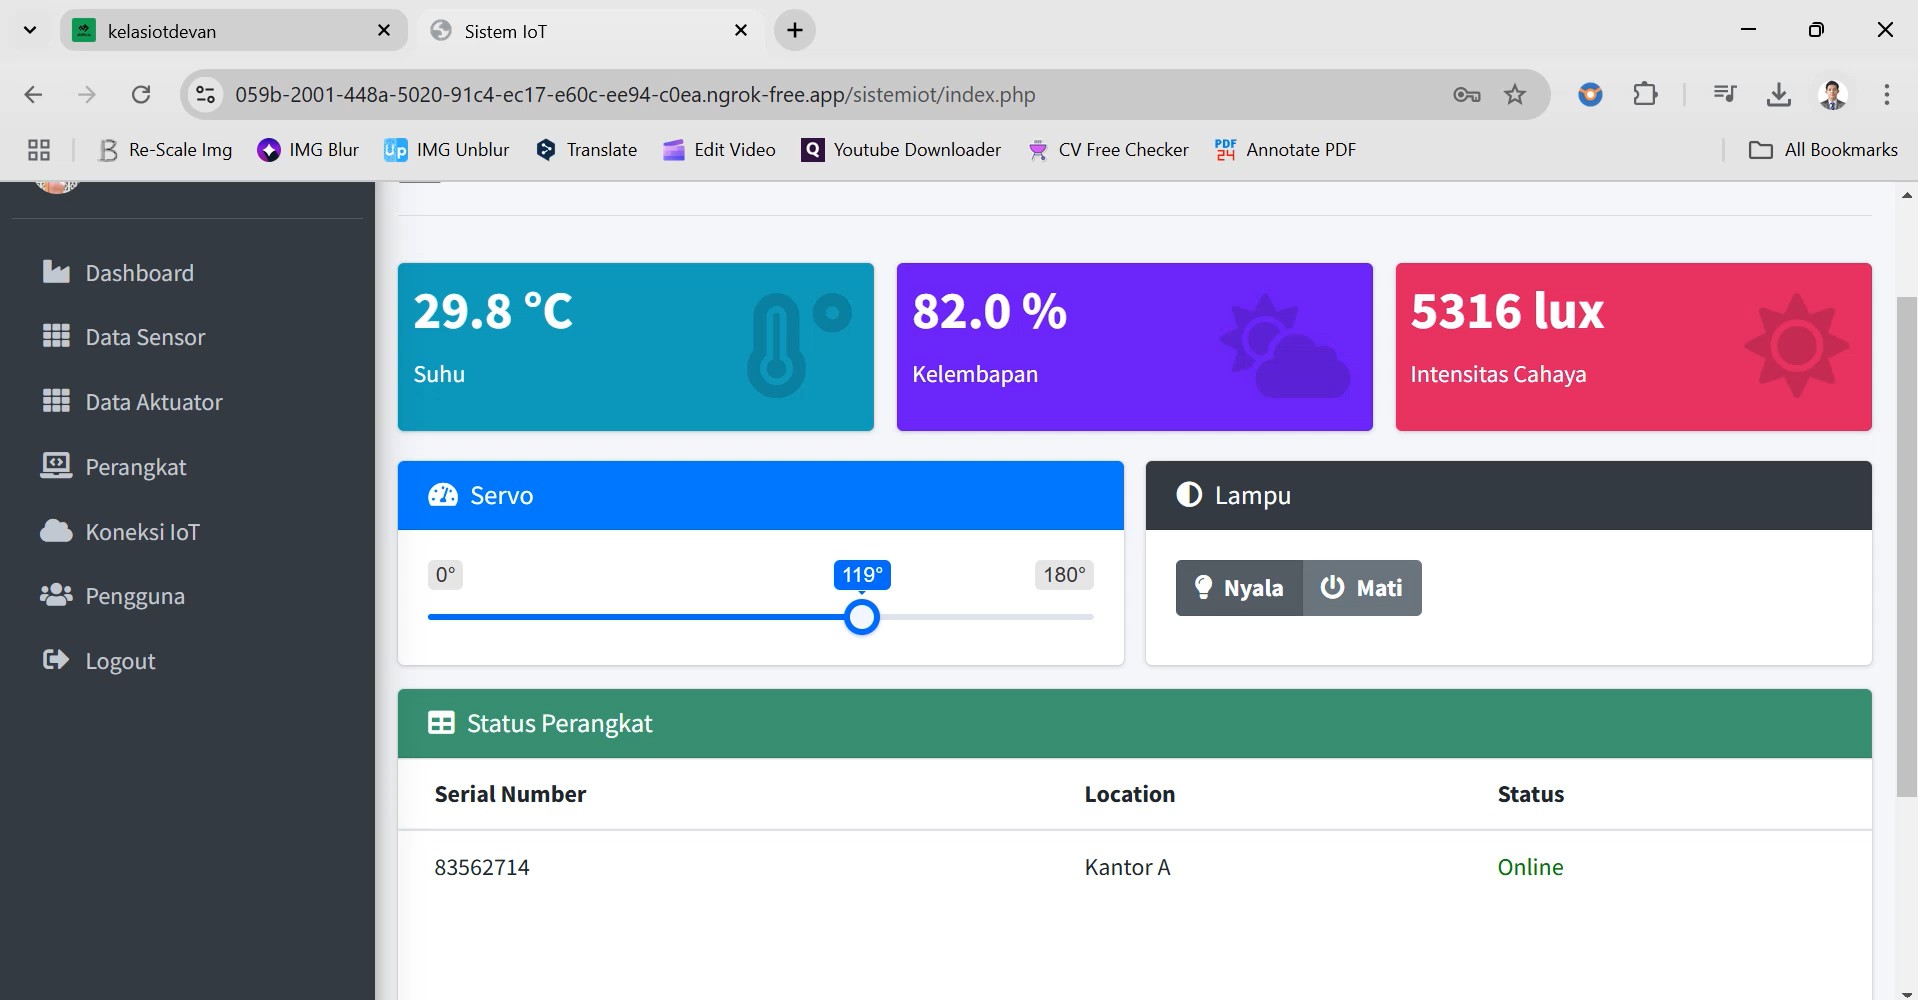 kelasiotdevan
Sistem IoT
059b-2001-448a-5020-91c4-ec17-e60c-ee94-c0ea.ngrok-free.app/sistemiot/index.php
Re-Scale Img
IMG Blur
Up IMG Unblur
Translate
Edit Video
Q Youtube Downloader
CV Free Checker
PDF 24 Annotate PDF
All Bookmarks
Dashboard
Data Sensor
Data Aktuator
Perangkat
Koneksi IoT
Pengguna
Logout
29.8 °C
Suhu
82.0 %
Kelembapan
5316 lux
Intensitas Cahaya
Servo
0° 119° 180°
Lampu
Nyala Mati
Status Perangkat
Serial Number Location Status
83562714 Kantor A Online